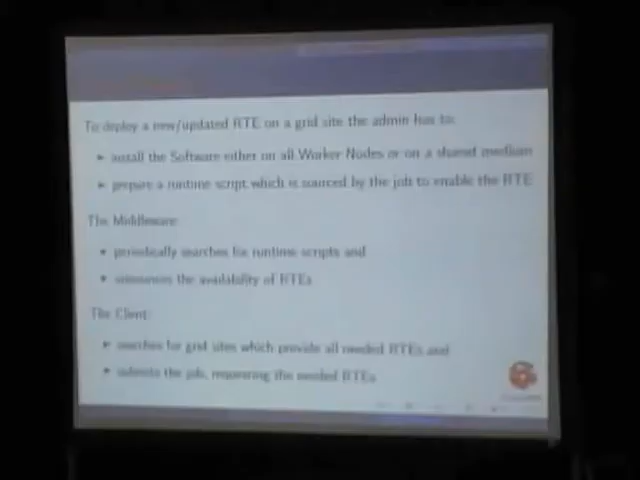 To deploy a new/updated RTE on a grid site the admin has to:
install the Software either on all Worker Nodes or on a shared medium
prepare a runtime script which is sourced by the job to enable the RTE
The Middleware:
periodically searches for runtime scripts and
announces the availability of RTEs
The Client:
searches for grid sites which provide all needed RTEs and
submits the job, requesting the needed RTEs